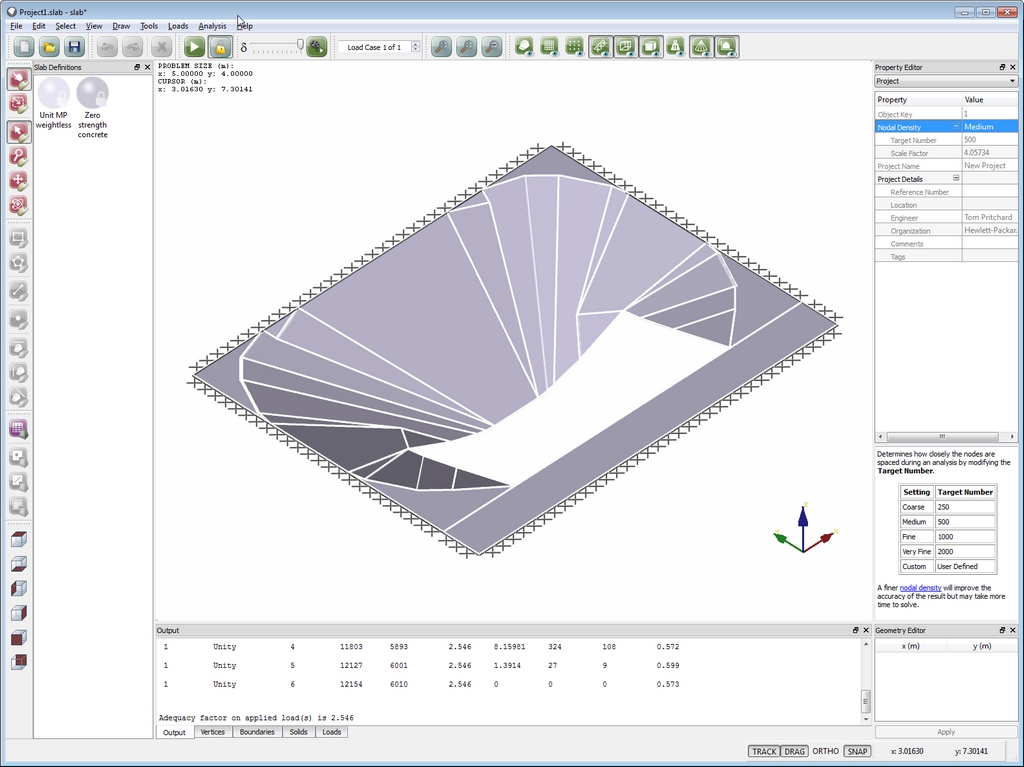 Project1.slab - slab*
File Edit Select View Draw Tools Loads Analysis Help
δ
Load Case 1 of 1
Slab Definitions
Unit MP weightless
Zero strength concrete
PROBLEM SIZE (m):
x: 5.00000 y: 4.00000
CURSOR (m):
x: 3.01630 y: 7.30141
Property Editor
Project
Property Value
Object Key 1
Nodal Density Medium
Target Number 500
Scale Factor 4.05734
Project Name New Project
Project Details
Reference Number
Location
Engineer Tom Pritchard
Organization Hewlett-Packar.
Comments
Tags
Determines how closely the nodes are
spaced during an analysis by modifying the
Target Number.
Setting Target Number
Coarse 250
Medium 500
Fine 1000
Very Fine 2000
Custom User Defined
A finer nodal density will improve the
accuracy of the result but may take more
time to solve.
Output
1 Unity 4 11803 5893 2.546 8.15981 324 108 0.572
1 Unity 5 12127 6001 2.546 1.3914 27 9 0.599
1 Unity 6 12154 6010 2.546 0 0 0 0.573
Adequacy factor on applied load(s) is 2.546
Output Vertices Boundaries Solids Loads
Geometry Editor
x (m) y (m)
Apply
TRACK DRAG ORTHO SNAP x: 3.01630 y: 7.30141